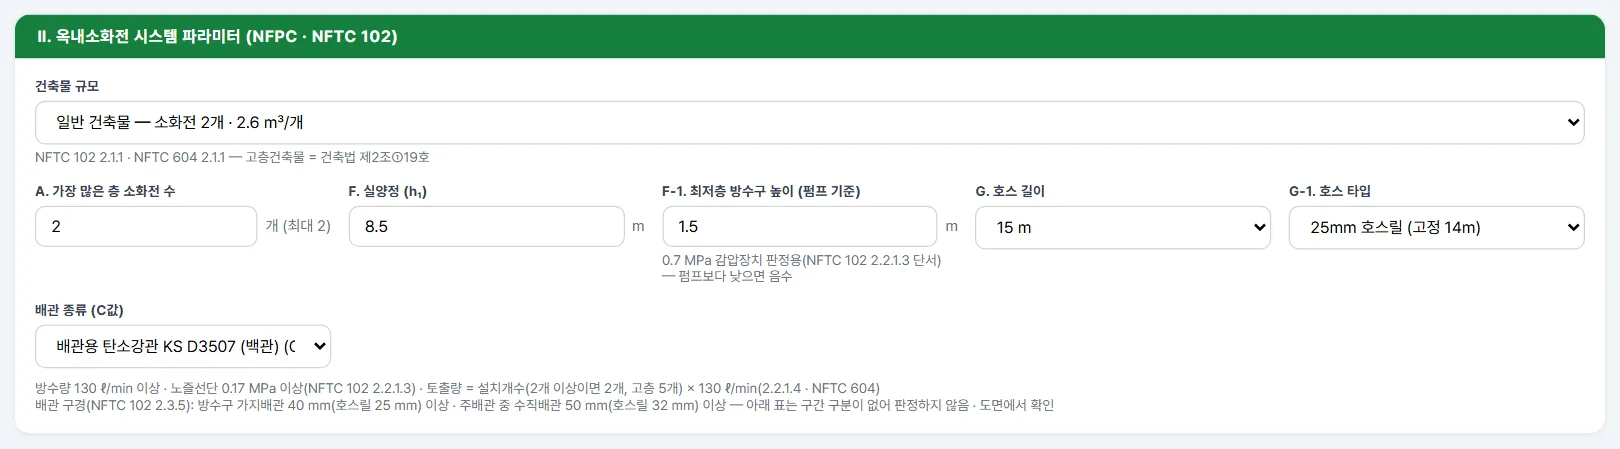 II. 옥내소화전 시스템 파라미터 (NFPC · NFTC 102)
건축물 규모
일반 건축물 — 소화전 2개 · 2.6 m³/개
NFTC 102 2.1.1 · NFTC 604 2.1.1 — 고층건축물 = 건축법 제2조①19호
A. 가장 많은 층 소화전 수
2
개 (최대 2)
F. 실양정 (h₁)
8.5
m
F-1. 최저층 방수구 높이 (펌프 기준)
1.5
m
0.7 MPa 감압장치 판정용(NFTC 102 2.2.1.3 단서)
— 펌프보다 낮으면 음수
G. 호스 길이
15 m
G-1. 호스 타입
25mm 호스릴 (고정 14m)
배관 종류 (C값)
배관용 탄소강관 KS D3507 (백관) (C
방수량 130 ℓ/min 이상 · 노즐선단 0.17 MPa 이상(NFTC 102 2.2.1.3) · 토출량 = 설치개수(2개 이상이면 2개, 고층 5개) × 130 ℓ/min(2.2.1.4 · NFTC 604)
배관 구경(NFTC 102 2.3.5): 방수구 가지배관 40 mm(호스릴 25 mm) 이상 · 주배관 중 수직배관 50 mm(호스릴 32 mm) 이상 — 아래 표는 구간 구분이 없어 판정하지 않음 · 도면에서 확인